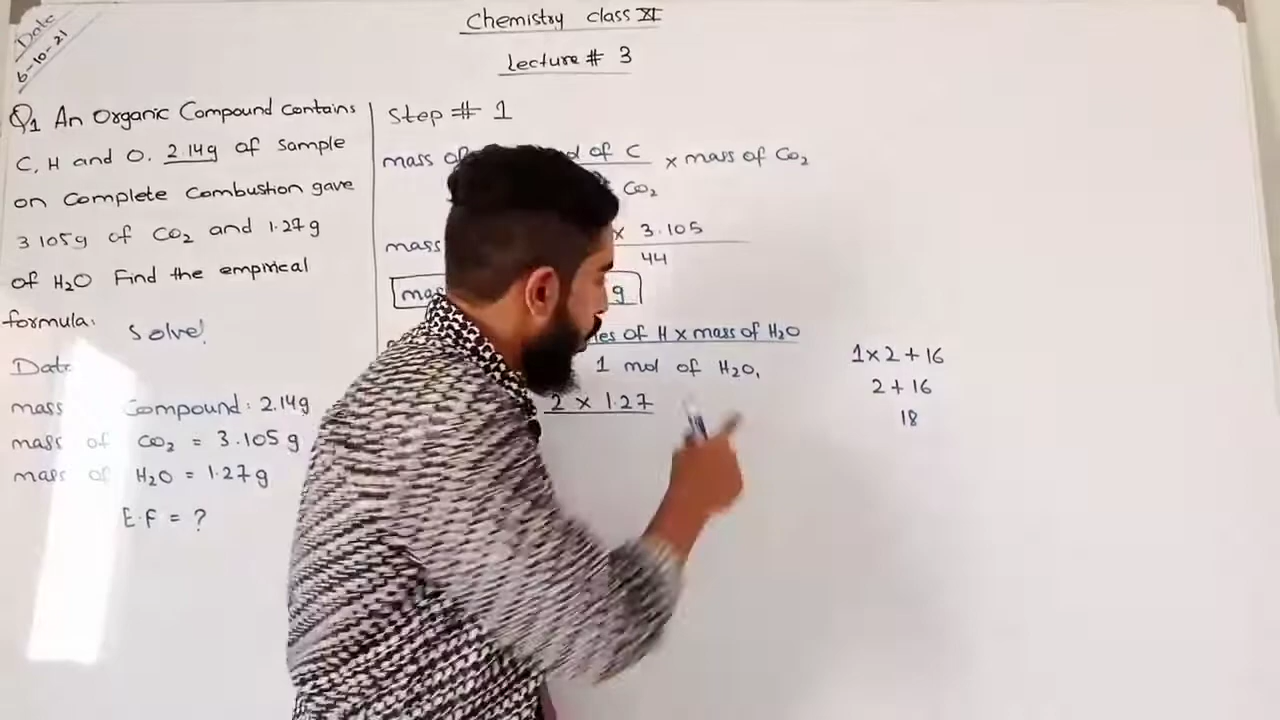 Date
6-10-21
Chemistry class XI
Lecture # 3
Q1 An Organic Compound contains
C, H and O. 2.14g of Sample
on Complete Combustion gave
3 105g of CO2 and 1.27g
of H2O Find the empirical
formula.
Solve!
Data
mass Compound: 2.14g
mass of CO2 = 3.105 g
mass of H2O = 1.27g
E.F = ?
Step # 1
mass of of C x mass of CO2
CO2
mass x 3.105
44
g
of H x mass of H2O
1 mol of H2O,
2 x 1.27
1x2+16
2+16
18